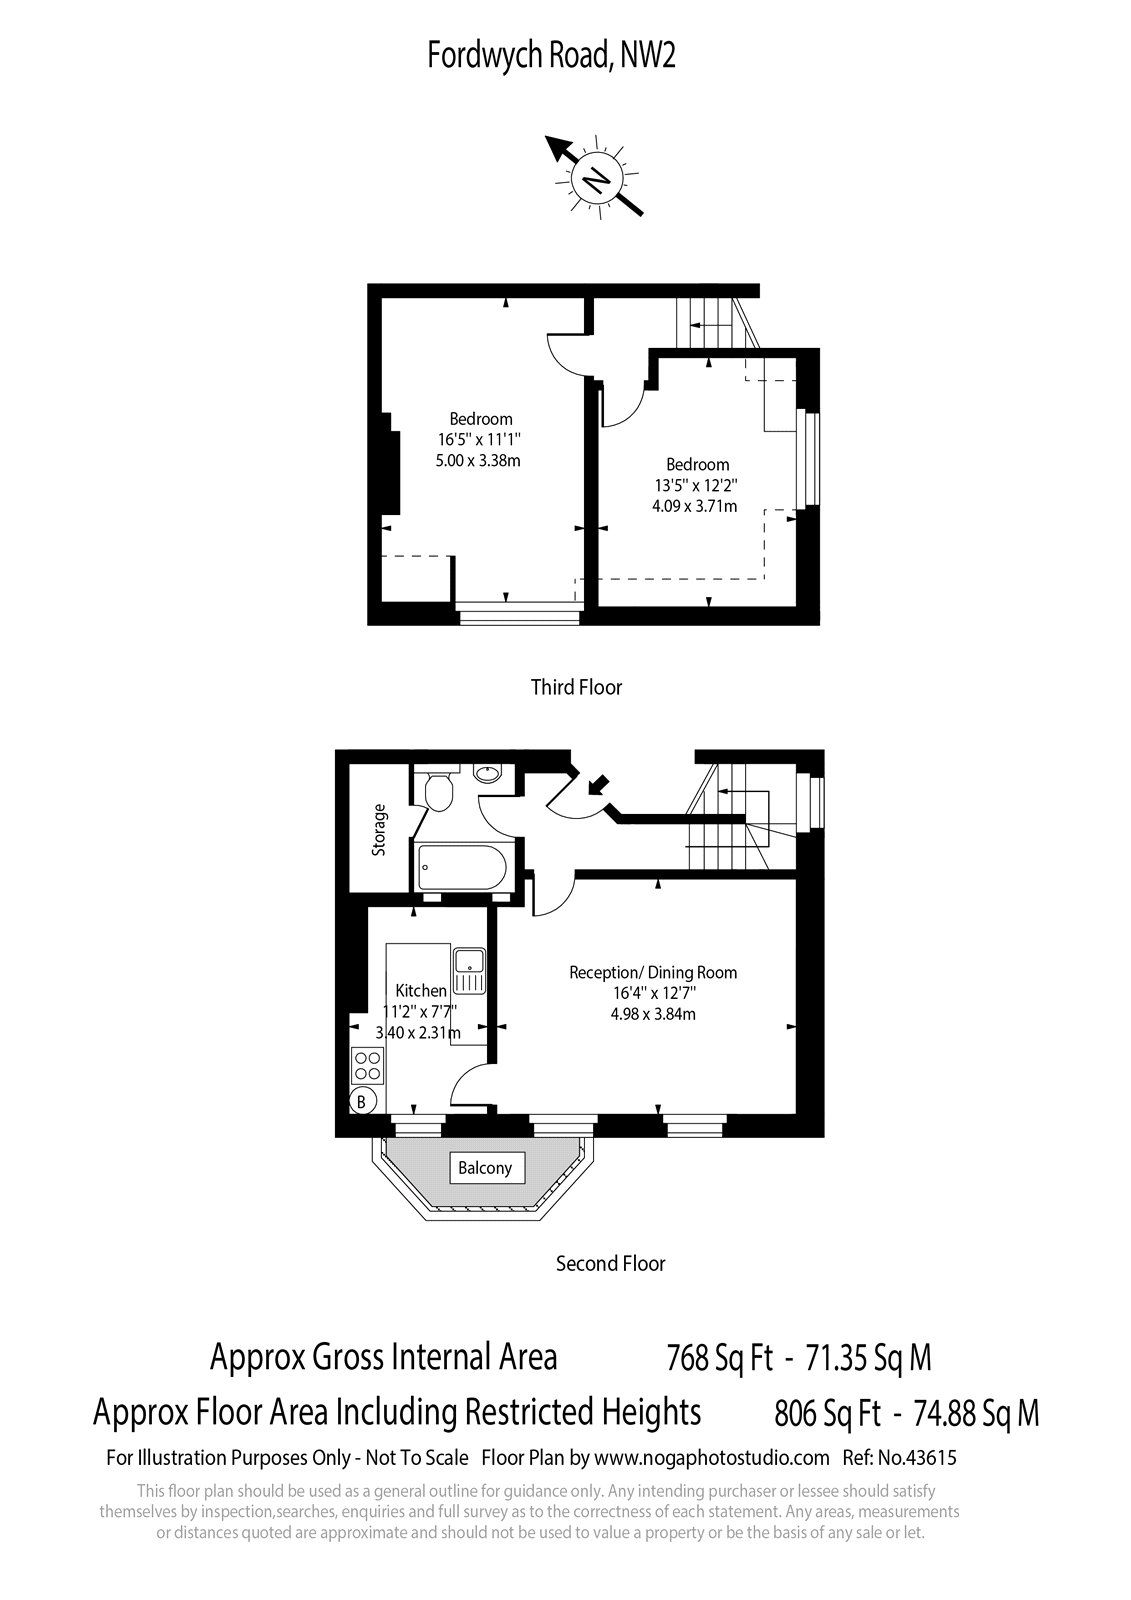 Fordwych Road, NW2
N
Bedroom
16'5" x 11'1"
5.00 x 3.38m
Bedroom
13'5" x 12'2"
4.09 x 3.71m
Third Floor
Storage
Reception/ Dining Room
16'4" x 12'7"
4.98 x 3.84m
Kitchen
11'2" x 7'7"
3.40 x 2.31m
B
Balcony
Second Floor
Approx Gross Internal Area 768 Sq Ft - 71.35 Sq M
Approx Floor Area Including Restricted Heights 806 Sq Ft - 74.88 Sq M
For Illustration Purposes Only - Not To Scale Floor Plan by www.nogaphotostudio.com Ref: No.43615
This floor plan should be used as a general outline for guidance only. Any intending purchaser or lessee should satisfy
themselves by inspection,searches, enquiries and full survey as to the correctness of each statement. Any areas, measurements
or distances quoted are approximate and should not be used to value a property or be the basis of any sale or let.